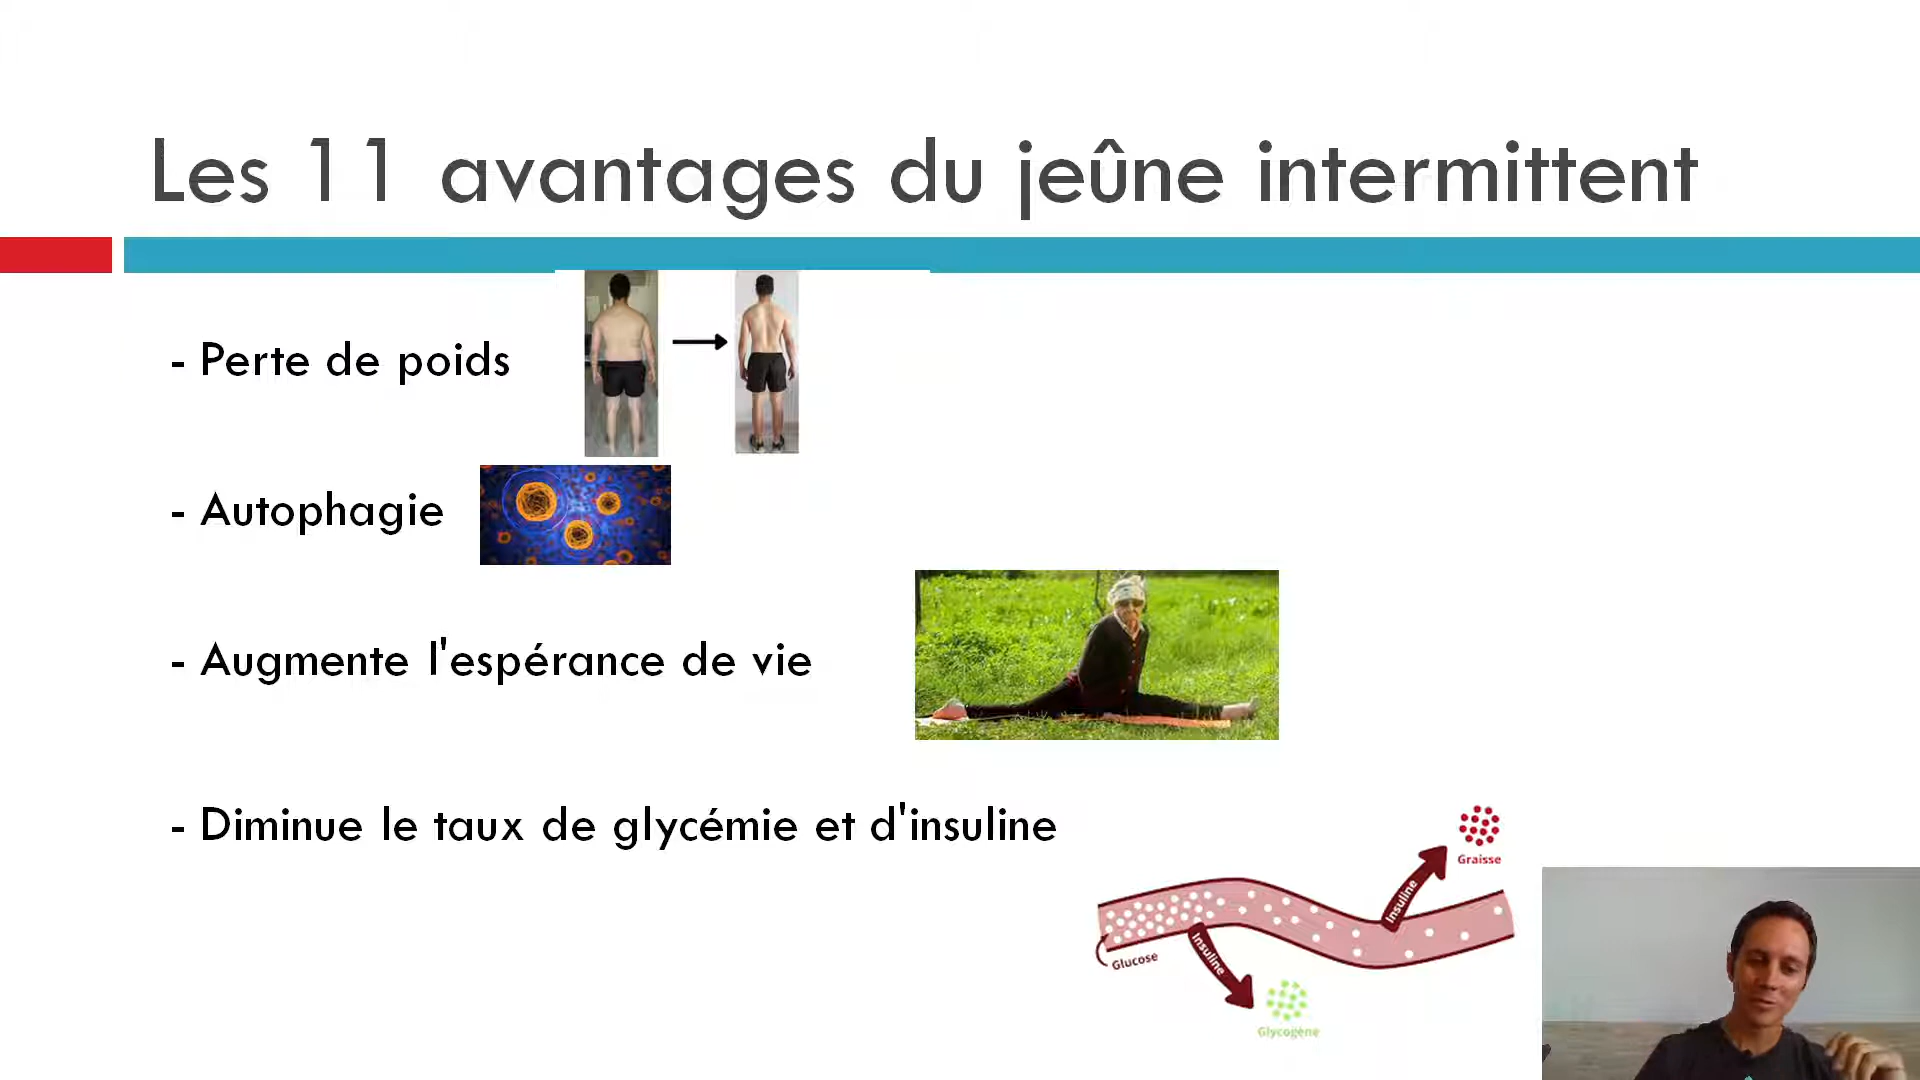 Les 11 avantages du jeûne intermittent
- Perte de poids
- Autophagie
- Augmente l'espérance de vie
- Diminue le taux de glycémie et d'insuline
Graisse
Insuline
Glucose
Insuline
Glycogène